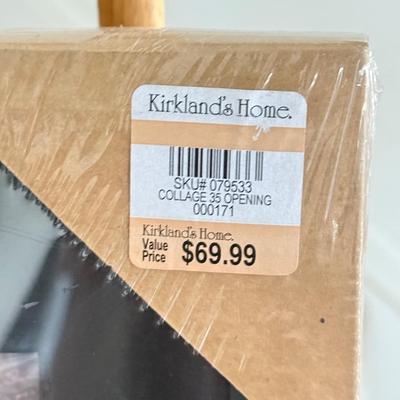 Kirkland's Home.
SKU# 079533
COLLAGE 35 OPENING
000171
Kirkland's Home.
Value
Price $69.99